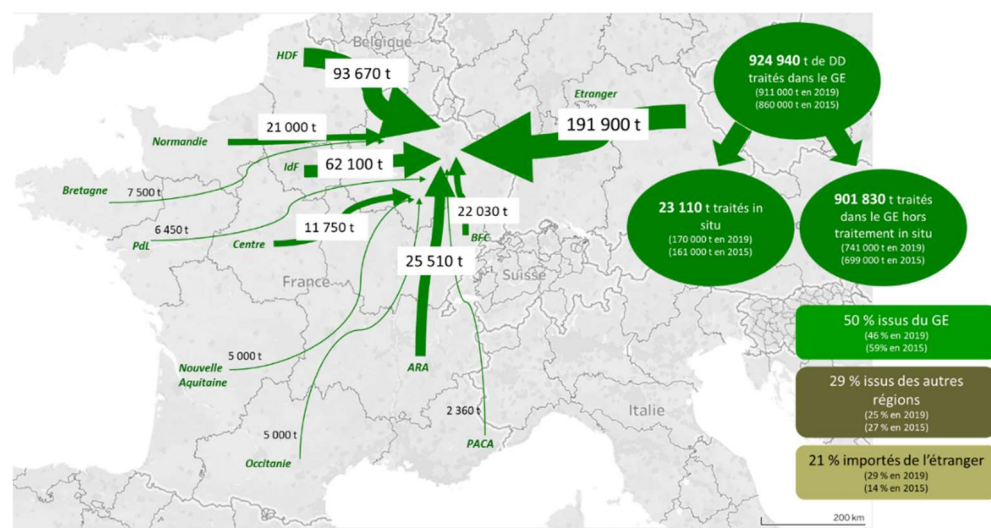 Belgique
HDF
93 670 t
Etranger
191 900 t
Normandie
21 000 t
IdF
62 100 t
Bretagne
7 500 t
PdL
6 450 t
Centre
11 750 t
22 030 t
BFC
25 510 t
Suisse
France
Nouvelle
Aquitaine
5 000 t
ARA
Occitanie
5 000 t
2 360 t
PACA
Italie
924 940 t de DD
traités dans le GE
(911 000 t en 2019)
(860 000 t en 2015)
23 110 t traités in
situ
(170 000 t en 2019)
(161 000 t en 2015)
901 830 t traités
dans le GE hors
traitement in situ
(741 000 t en 2019)
(699 000 t en 2015)
50 % issus du GE
(46 % en 2019)
(59% en 2015)
29 % issus des autres
régions
(25 % en 2019)
(27 % en 2015)
21 % importés de l'étranger
(29 % en 2019)
(14 % en 2015)
200 km